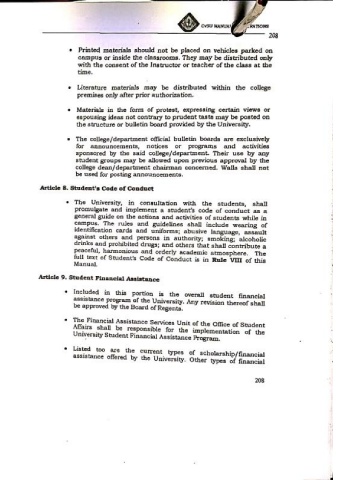 CVSU MANUAL
RATIONS
208
• Printed materials should not be placed on vehicles parked on
campus or inside the classrooms. They may be distributed only
with the consent of the Instructor or teacher of the class at the
time.
• Literature materials may be distributed within the college
premises only after prior authorization.
• Materials in the form of protest, expressing certain views or
espousing ideas not contrary to prudent taste may be posted on
the structure or bulletin board provided by the University.
• The college/department official bulletin boards are exclusively
for announcements, notices or programs and activities
sponsored by the said college/department. Their use by any
student groups may be allowed upon previous approval by the
college dean/department chairman concerned. Walls shall not
be used for posting announcements.
Article 8. Student's Code of Conduct
• The University, in consultation with the students, shall
promulgate and implement a student's code of conduct as a
general guide on the actions and activities of students while in
campus. The rules and guidelines shall include wearing of
identification cards and uniforms; abusive language, assault
against others and persons in authority; smoking; alcoholic
drinks and prohibited drugs; and others that shall contribute a
peaceful, harmonious and orderly academic atmosphere. The
full text of Student's Code of Conduct is in Rule VIII of this
Manual.
Article 9. Student Financial Assistance
• Included in this portion is the overall student financial
assistance program of the University. Any revision thereof shall
be approved by the Board of Regents.
• The Financial Assistance Services Unit of the Office of Student
Affairs shall be responsible for the implementation of the
University Student Financial Assistance Program.
• Listed too are the current types of scholarship/financial
assistance offered by the University. Other types of financial
208